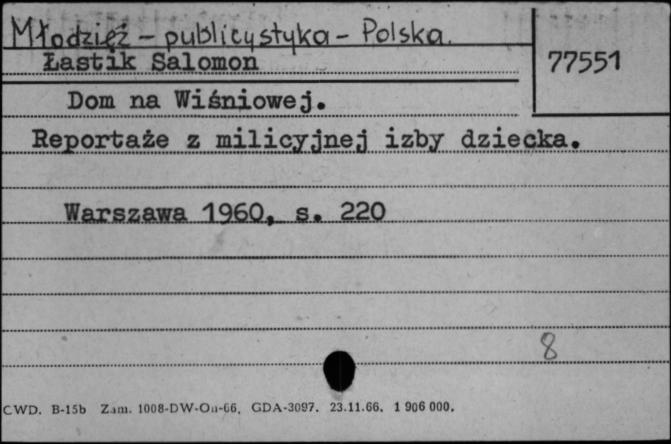 Młodzież – publicystyka – Polska.
Łastik Salomon
77551
Dom na Wiśniowej.
Reportaże z milicyjnej izby dziecka.
Warszawa 1960, s. 220
8
CWD. B-15b Zam. 1008-DW-On-66. GDA-3097. 23.11.66. 1 906 000.